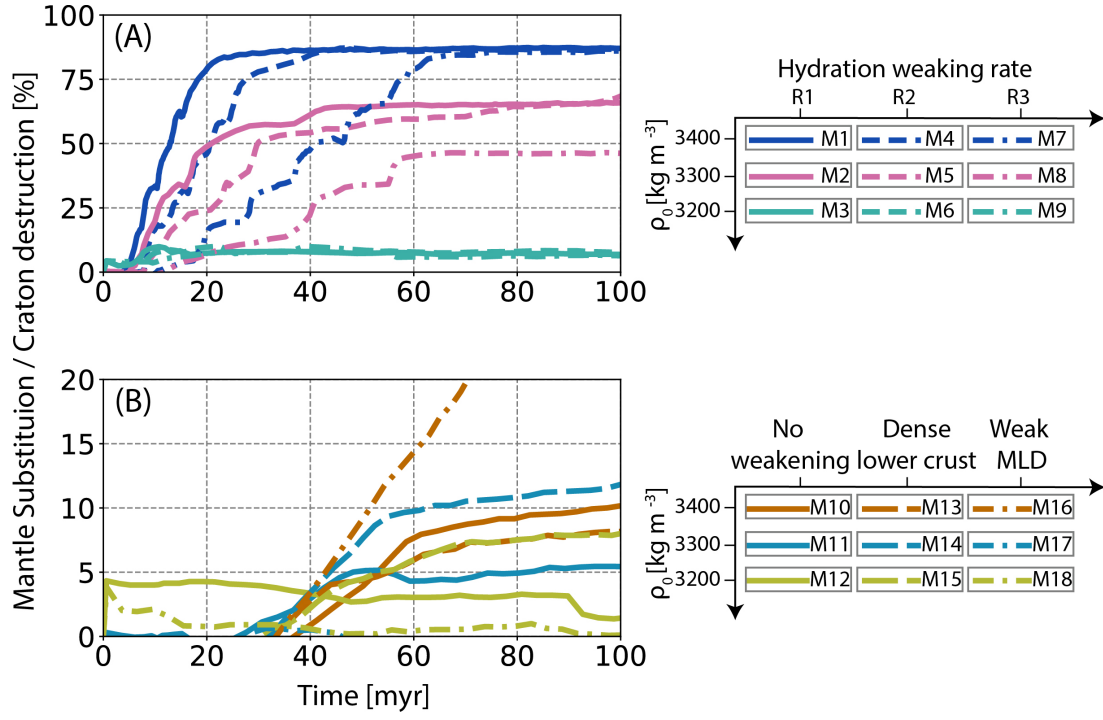 Mantle Substituion / Craton destruction [%]
(A)
100
75
50
25
0
0 20 40 60 80 100
Hydration weaking rate
R1 R2 R3
ρ0 [kg m -3]
3400 M1 M4 M7
3300 M2 M5 M8
3200 M3 M6 M9
(B)
20
15
10
5
0
0 20 40 60 80 100
Time [myr]
No Dense Weak
weakening lower crust MLD
ρ0 [kg m -3]
3400 M10 M13 M16
3300 M11 M14 M17
3200 M12 M15 M18